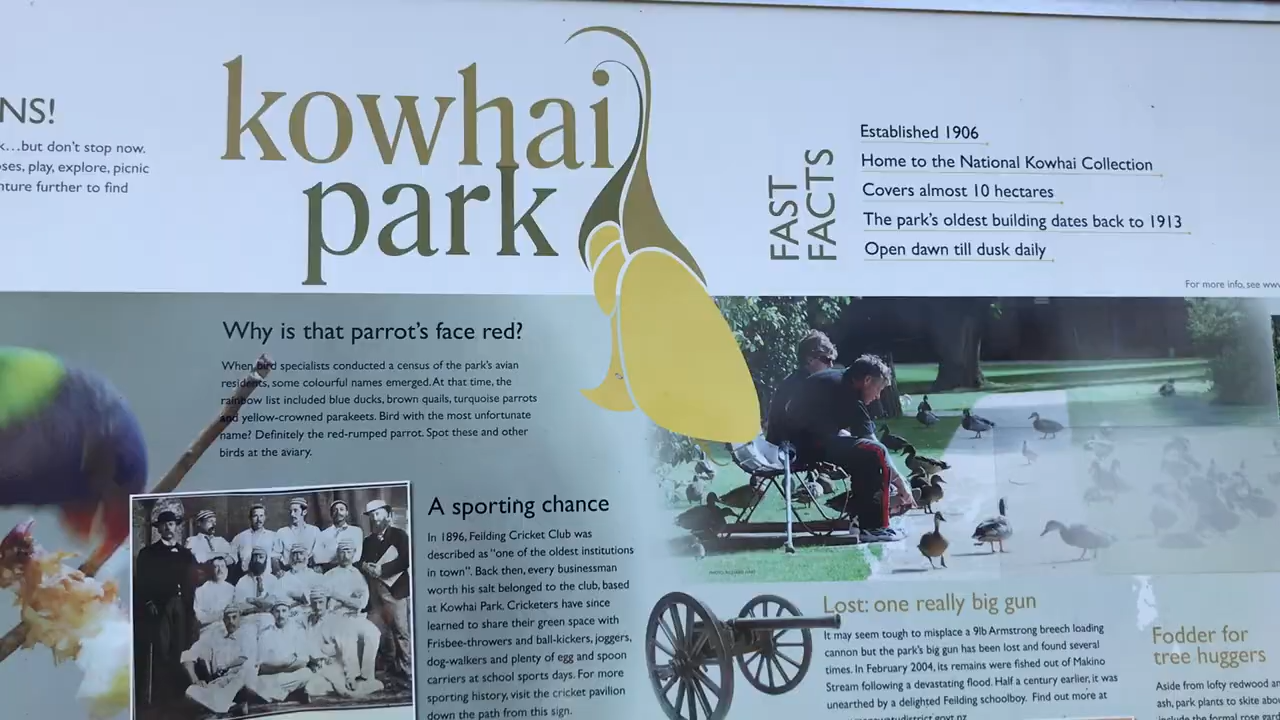 NS!
k…but don't stop now.
ses, play, explore, picnic
nture further to find
kowhai
park
FAST
FACTS
Established 1906
Home to the National Kowhai Collection
Covers almost 10 hectares
The park's oldest building dates back to 1913
Open dawn till dusk daily
For more info, see www
Why is that parrot's face red?
When bird specialists conducted a census of the park's avian
residents, some colourful names emerged. At that time, the
rainbow list included blue ducks, brown quails, turquoise parrots
and yellow-crowned parakeets. Bird with the most unfortunate
name? Definitely the red-rumped parrot. Spot these and other
birds at the aviary.
A sporting chance
In 1896, Feilding Cricket Club was
described as "one of the oldest institutions
in town". Back then, every businessman
worth his salt belonged to the club, based
at Kowhai Park. Cricketers have since
learned to share their green space with
Frisbee-throwers and ball-kickers, joggers,
dog-walkers and plenty of egg and spoon
carriers at school sports days. For more
sporting history, visit the cricket pavilion
down the path from this sign.
Lost: one really big gun
It may seem tough to misplace a 9lb Armstrong breech loading
cannon but the park's big gun has been lost and found several
times. In February 2004, its remains were fished out of Makino
Stream following a devastating flood. Half a century earlier, it was
unearthed by a delighted Feilding schoolboy. Find out more at
Fodder for
tree huggers
Aside from lofty redwood an
ash, park plants to skite abo
include the formal rose gard